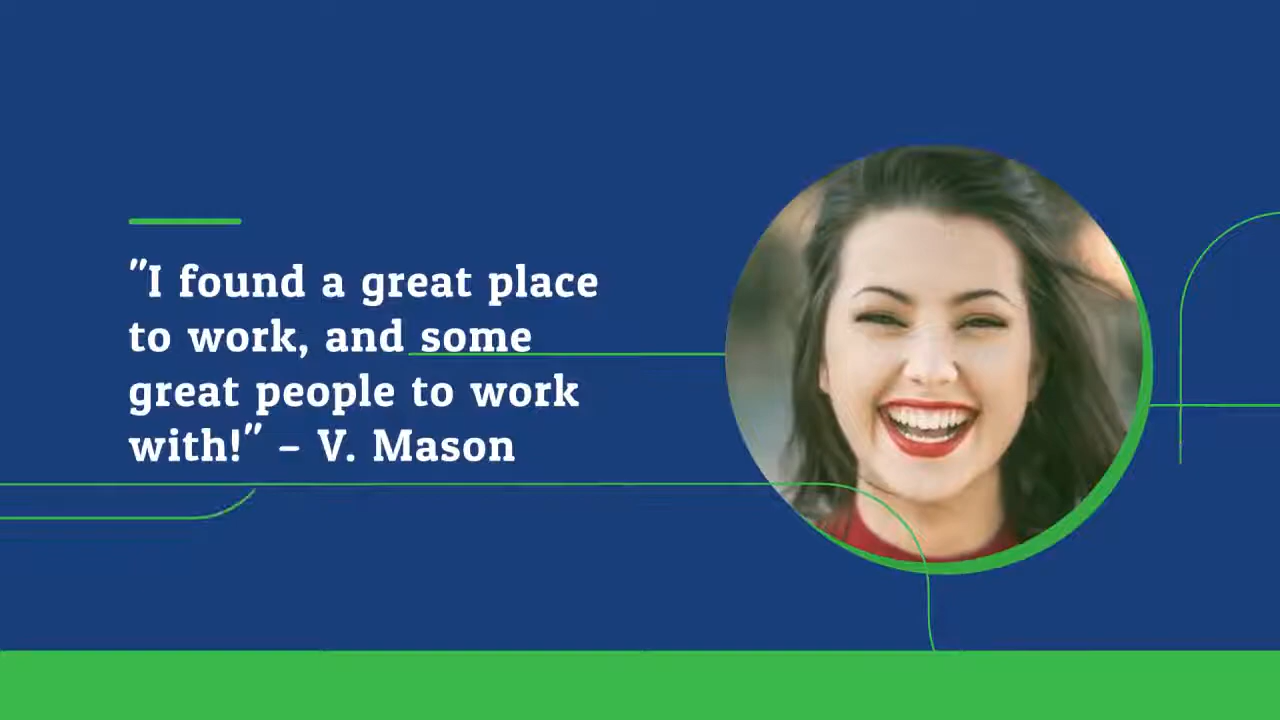 "I found a great place
to work, and some
great people to work
with!" – V. Mason